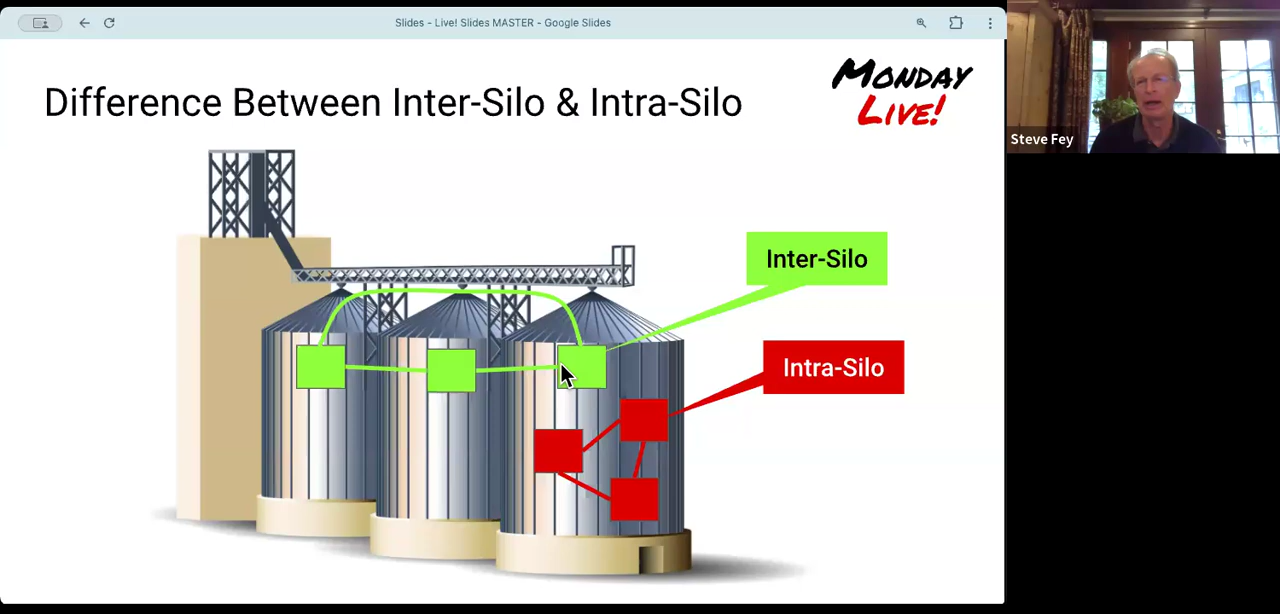 Slides - Live! Slides MASTER - Google Slides
Difference Between Inter-Silo & Intra-Silo
MONDAY
LIVE!
Steve Fey
Inter-Silo
Intra-Silo